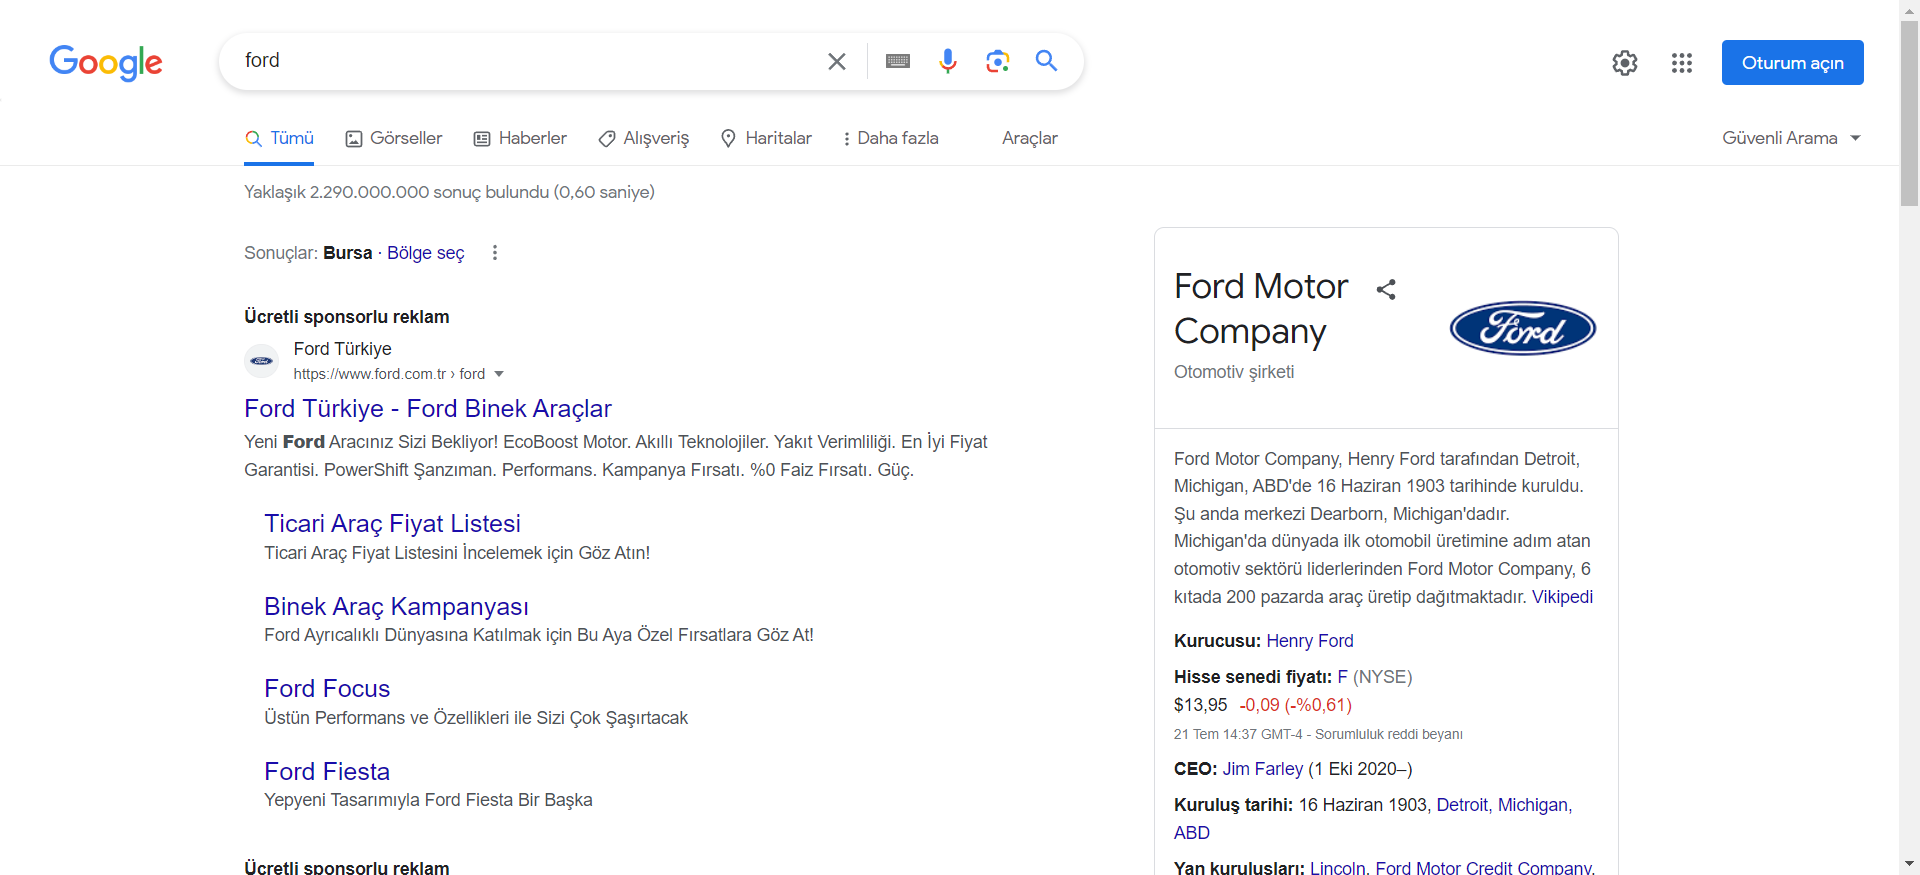 Google
ford
Oturum açın
Tümü
Görseller
Haberler
Alışveriş
Haritalar
Daha fazla
Araçlar
Güvenli Arama
Yaklaşık 2.290.000.000 sonuç bulundu (0,60 saniye)
Sonuçlar: Bursa · Bölge seç
Ücretli sponsorlu reklam
Ford
Ford Türkiye
https://www.ford.com.tr › ford
Ford Türkiye - Ford Binek Araçlar
Yeni Ford Aracınız Sizi Bekliyor! EcoBoost Motor. Akıllı Teknolojiler. Yakıt Verimliliği. En İyi Fiyat
Garantisi. PowerShift Şanzıman. Performans. Kampanya Fırsatı. %0 Faiz Fırsatı. Güç.
Ticari Araç Fiyat Listesi
Ticari Araç Fiyat Listesini İncelemek için Göz Atın!
Binek Araç Kampanyası
Ford Ayrıcalıklı Dünyasına Katılmak için Bu Aya Özel Fırsatlara Göz At!
Ford Focus
Üstün Performans ve Özellikleri ile Sizi Çok Şaşırtacak
Ford Fiesta
Yepyeni Tasarımıyla Ford Fiesta Bir Başka
Ücretli sponsorlu reklam
Ford Motor
Company
Ford
Otomotiv şirketi
Ford Motor Company, Henry Ford tarafından Detroit,
Michigan, ABD'de 16 Haziran 1903 tarihinde kuruldu.
Şu anda merkezi Dearborn, Michigan'dadır.
Michigan'da dünyada ilk otomobil üretimine adım atan
otomotiv sektörü liderlerinden Ford Motor Company, 6
kıtada 200 pazarda araç üretip dağıtmaktadır. Vikipedi
Kurucusu: Henry Ford
Hisse senedi fiyatı: F (NYSE)
$13,95 -0,09 (-%0,61)
21 Tem 14:37 GMT-4 - Sorumluluk reddi beyanı
CEO: Jim Farley (1 Eki 2020–)
Kuruluş tarihi: 16 Haziran 1903, Detroit, Michigan,
ABD
Yan kuruluşları: Lincoln, Ford Motor Credit Company,